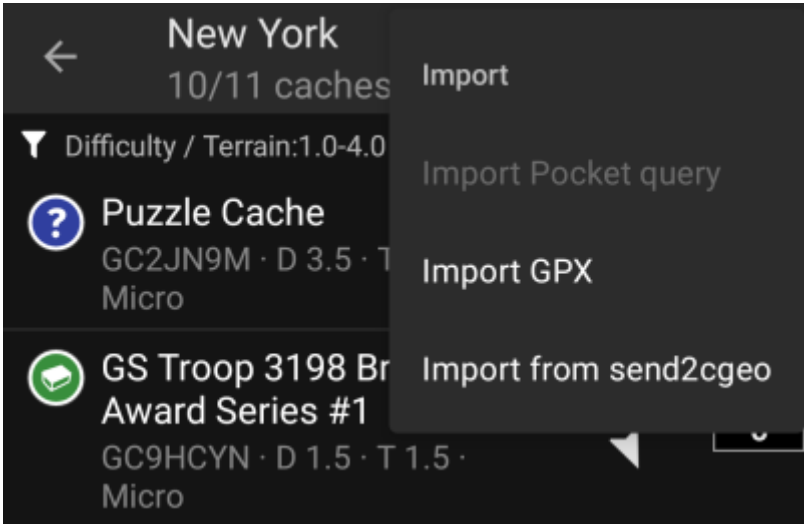 New York
10/11 caches
Difficulty / Terrain:1.0-4.0
?
Puzzle Cache
GC2JN9M · D 3.5 ·
Micro
GS Troop 3198
Award Series #1
GC9HCYN · D 1.5 · T 1.5 ·
Micro
Import
Import Pocket query
Import GPX
Import from send2cgeo